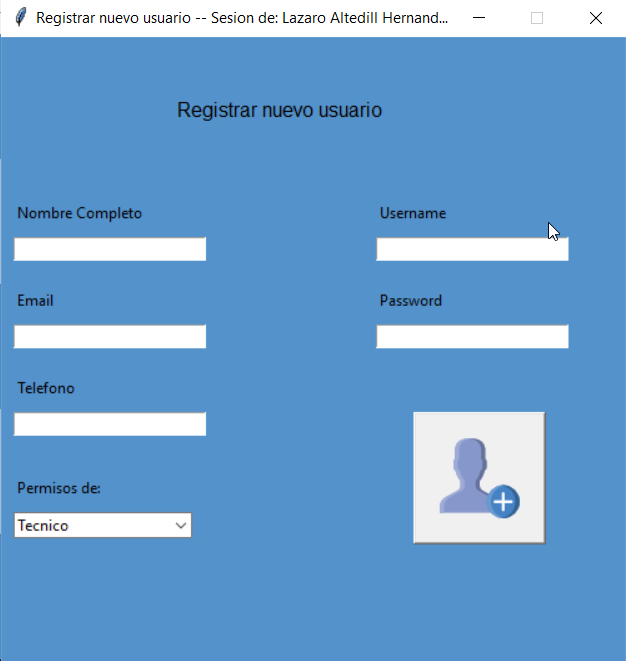 Registrar nuevo usuario -- Sesion de: Lazaro Altedill Hernand...
Registrar nuevo usuario
Nombre Completo
Username
Email
Password
Telefono
Permisos de:
Tecnico